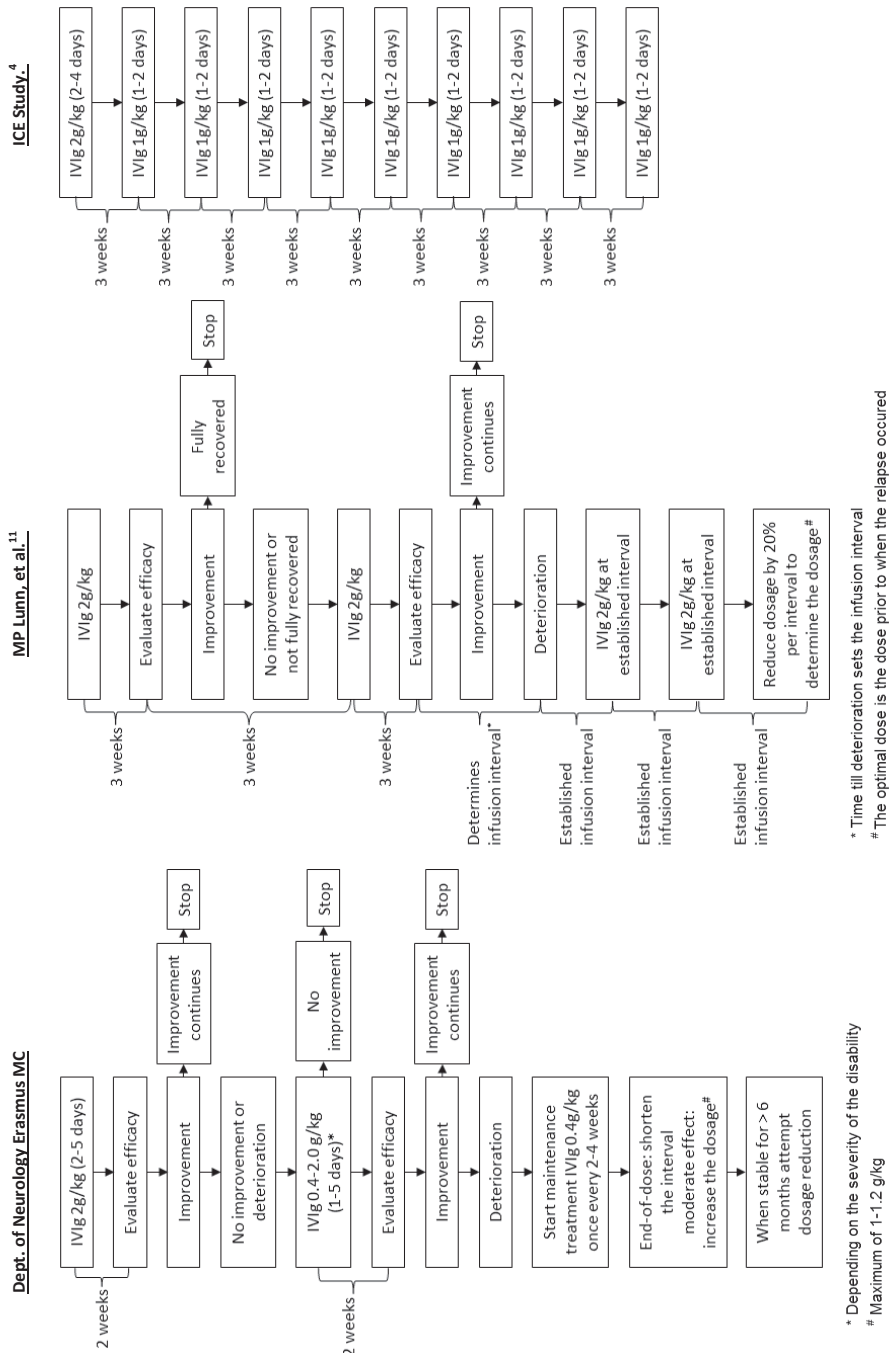 Dept. of Neurology Erasmus MC
IVIg 2g/kg (2-5 days)
2 weeks
Evaluate efficacy
Improvement
Improvement
continues
Stop
No improvement or
deterioration
IVIg 0.4-2.0 g/kg
(1-5 days)*
No
improvement
Stop
2 weeks
Evaluate efficacy
Improvement
Improvement
continues
Stop
Deterioration
Start maintenance
treatment IVIg 0.4g/kg
once every 2-4 weeks
End-of-dose: shorten
the interval
moderate effect:
increase the dosage#
When stable for > 6
months attempt
dosage reduction
* Depending on the severity of the disability
# Maximum of 1-1.2 g/kg
MP Lunn, et al.11
IVIg 2g/kg
3 weeks
Evaluate efficacy
Improvement
Fully
recovered
Stop
3 weeks
No improvement or
not fully recovered
IVIg 2g/kg
3 weeks
Evaluate efficacy
Improvement
Improvement
continues
Stop
Determines
infusion interval*
Deterioration
Established
infusion interval
IVIg 2g/kg at
established interval
Established
infusion interval
IVIg 2g/kg at
established interval
Established
infusion interval
Reduce dosage by 20%
per interval to
determine the dosage#
* Time till deterioration sets the infusion interval
# The optimal dose is the dose prior to when the relapse occured
ICE Study.4
IVIg 2g/kg (2-4 days)
3 weeks
IVIg 1g/kg (1-2 days)
3 weeks
IVIg 1g/kg (1-2 days)
3 weeks
IVIg 1g/kg (1-2 days)
3 weeks
IVIg 1g/kg (1-2 days)
3 weeks
IVIg 1g/kg (1-2 days)
3 weeks
IVIg 1g/kg (1-2 days)
3 weeks
IVIg 1g/kg (1-2 days)
3 weeks
IVIg 1g/kg (1-2 days)
3 weeks
IVIg 1g/kg (1-2 days)